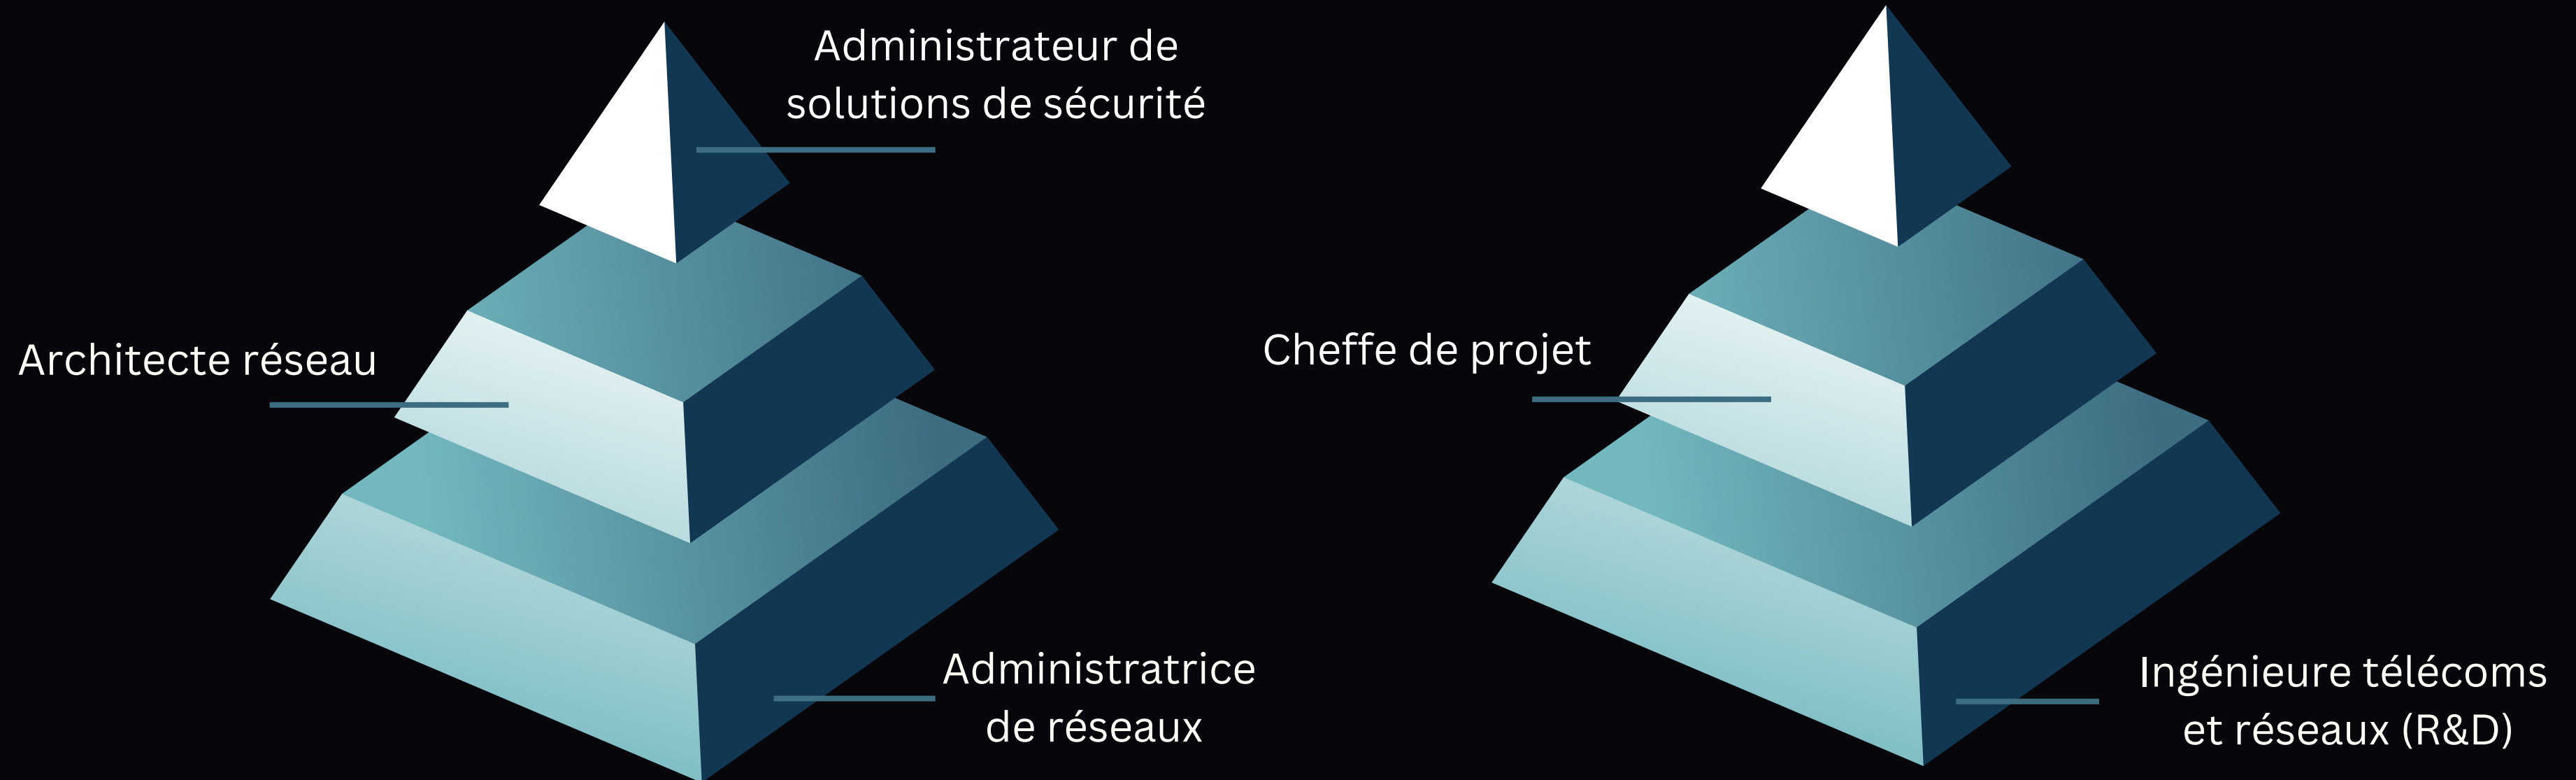 Administrateur de
solutions de sécurité
Architecte réseau
Administratrice
de réseaux
Cheffe de projet
Ingénieure télécoms
et réseaux (R&D)